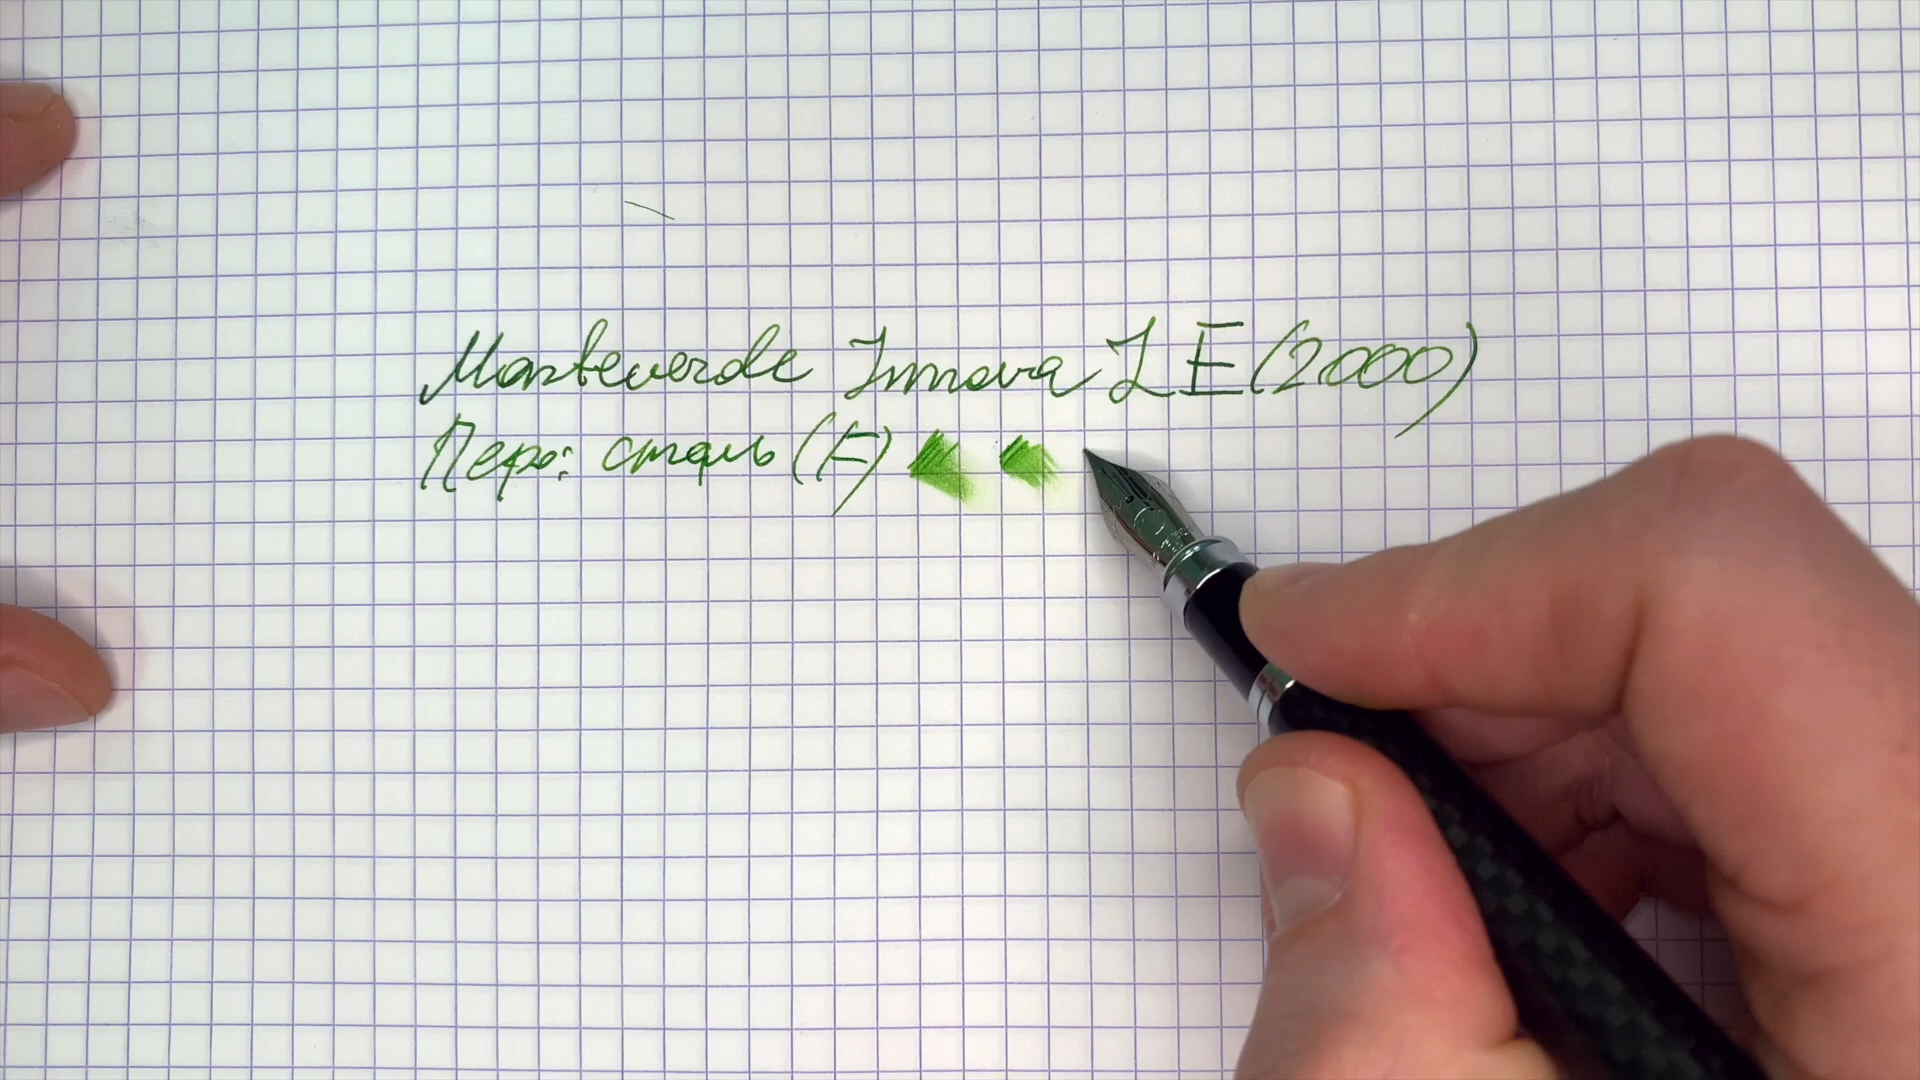 Monteverde Innova LE (2000)
Перо: сталь (F)